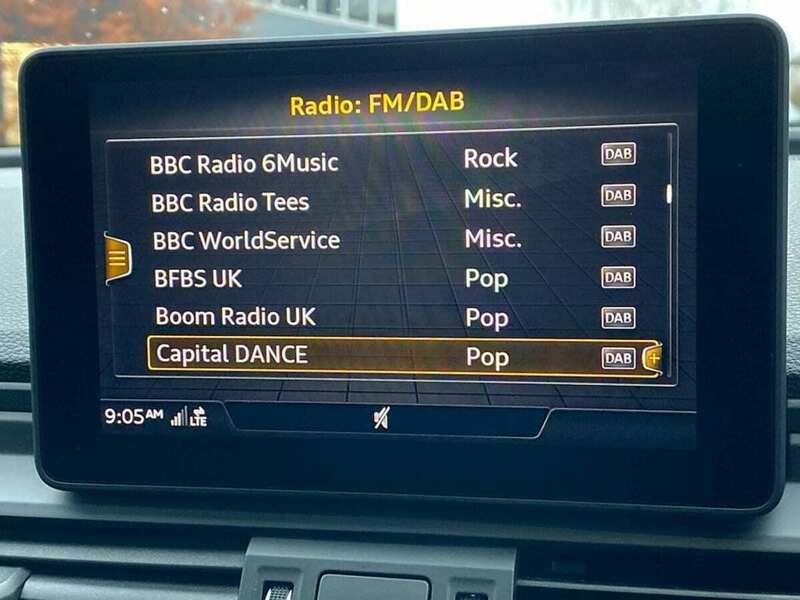 Radio: FM/DAB
BBC Radio 6Music Rock DAB
BBC Radio Tees Misc. DAB
BBC WorldService Misc. DAB
BFBS UK Pop DAB
Boom Radio UK Pop DAB
Capital DANCE Pop DAB +
9:05AM LTE